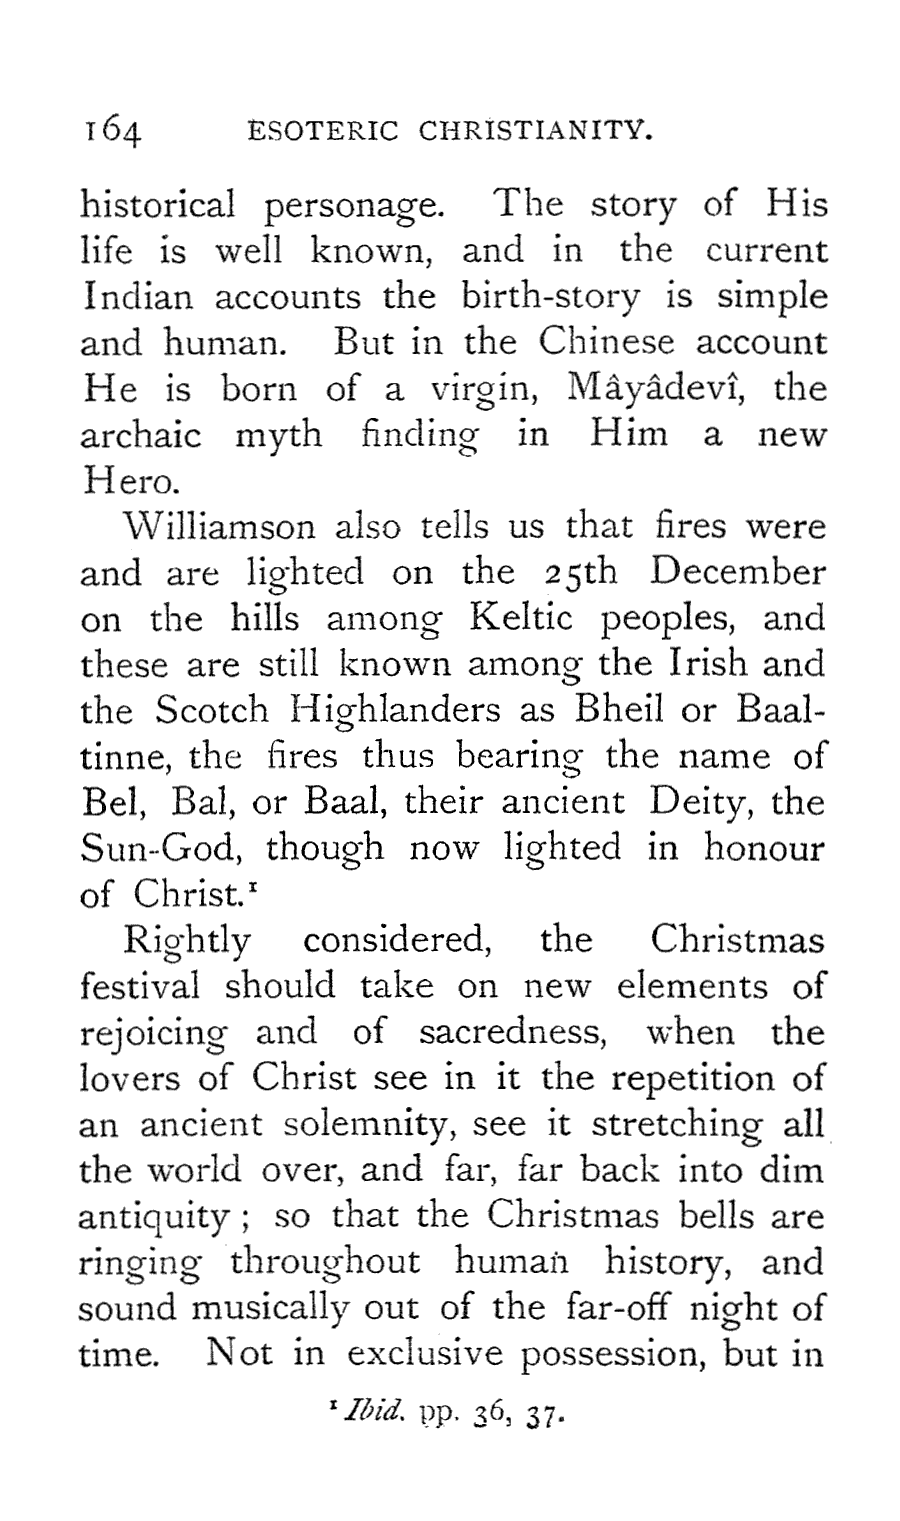 164 ESOTERIC CHRISTIANITY.
historical personage. The story of His
life is well known, and in the current
Indian accounts the birth-story is simple
and human. But in the Chinese account
He is born of a virgin, Mâyâdevî, the
archaic myth finding in Him a new
Hero.
Williamson also tells us that fires were
and are lighted on the 25th December
on the hills among Keltic peoples, and
these are still known among the Irish and
the Scotch Highlanders as Bheil or Baal-
tinne, the fires thus bearing the name of
Bel, Bal, or Baal, their ancient Deity, the
Sun-God, though now lighted in honour
of Christ.¹
Rightly considered, the Christmas
festival should take on new elements of
rejoicing and of sacredness, when the
lovers of Christ see in it the repetition of
an ancient solemnity, see it stretching all
the world over, and far, far back into dim
antiquity ; so that the Christmas bells are
ringing throughout human history, and
sound musically out of the far-off night of
time. Not in exclusive possession, but in
¹ Ibid. pp. 36, 37.